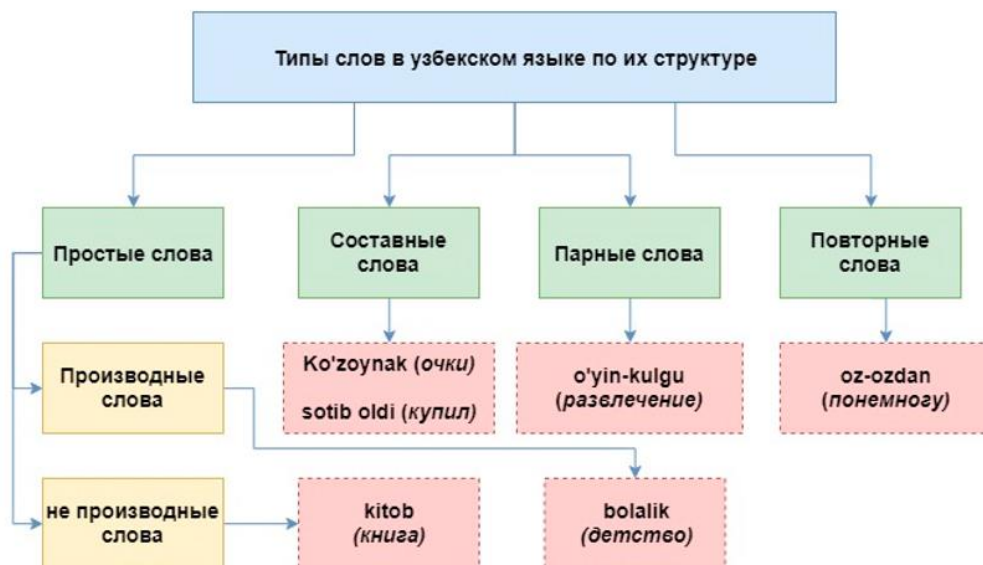 Типы слов в узбекском языке по их структуре
Простые слова
Составные
слова
Парные слова
Повторные
слова
Производные
слова
Ko'zoynak (очки)
sotib oldi (купил)
o'yin-kulgu
(развлечение)
oz-ozdan
(понемногу)
не производные
слова
kitob
(книга)
bolalik
(детство)